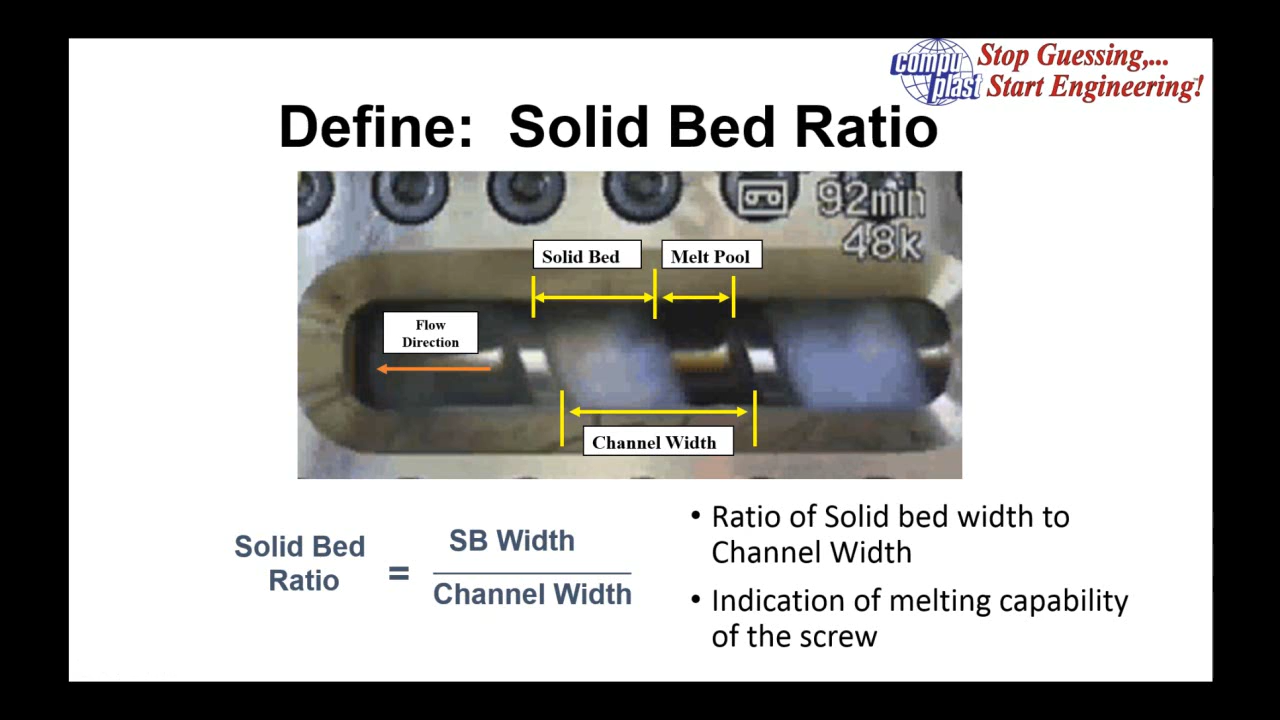 compu
plast
Stop Guessing,...
Start Engineering!
Define: Solid Bed Ratio
92min
48k
Solid Bed
Melt Pool
Flow
Direction
Channel Width
Solid Bed
Ratio
=
SB Width
Channel Width
• Ratio of Solid bed width to
Channel Width
• Indication of melting capability
of the screw